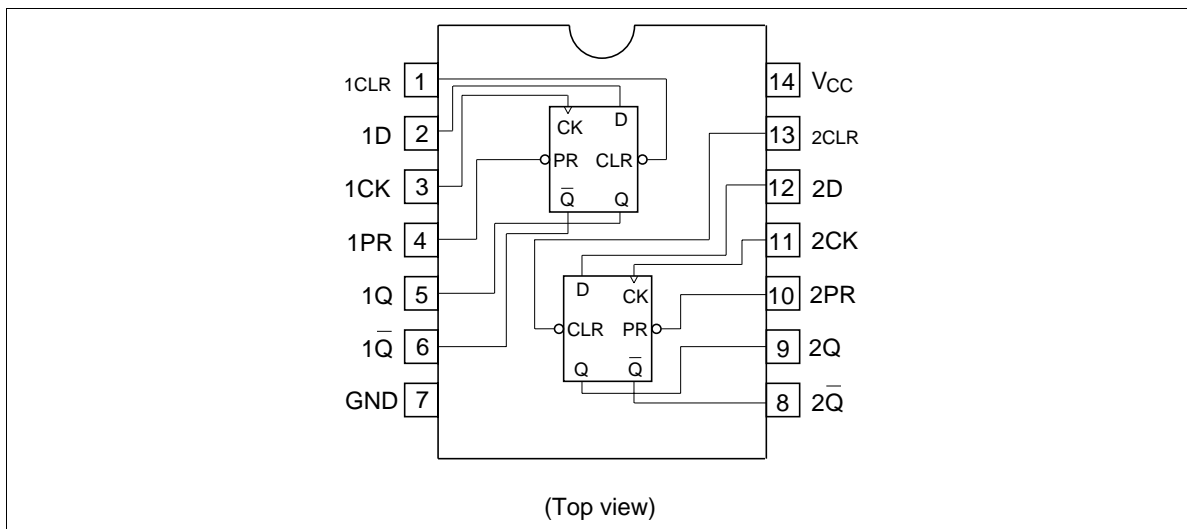 1CLR 1
1D 2
1CK 3
1PR 4
1Q 5
1Q̅ 6
GND 7
14 VCC
13 2CLR
12 2D
11 2CK
10 2PR
9 2Q
8 2Q̅
CK D
PR CLR
Q̅ Q
D CK
CLR PR
Q Q̅
(Top view)